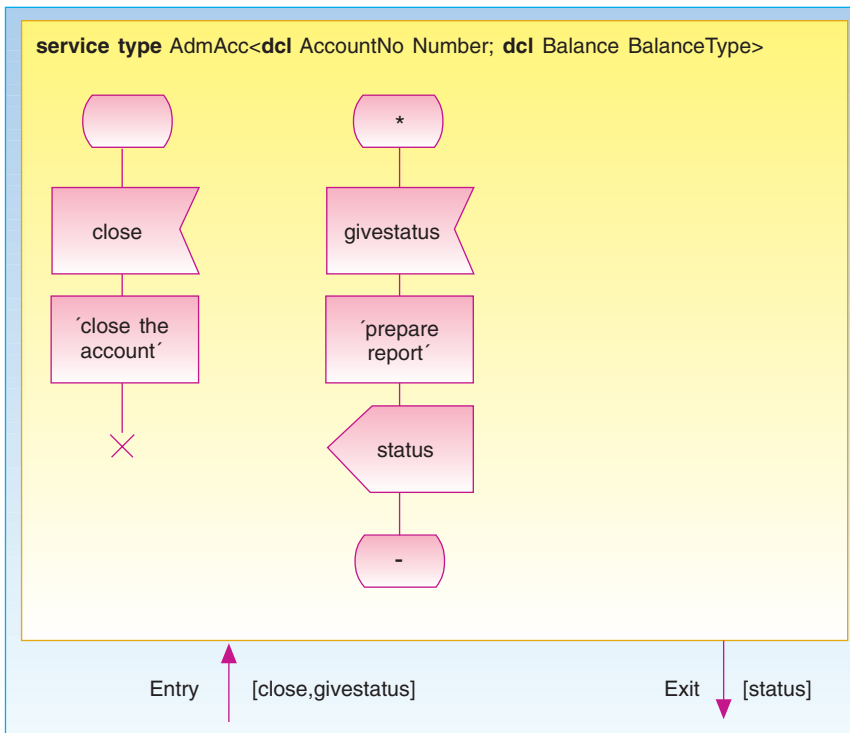 service type AdmAcc<dcl AccountNo Number; dcl Balance BalanceType>
*
close
givestatus
´close the
account´
´prepare
report´
status
-
Entry [close,givestatus]
Exit [status]